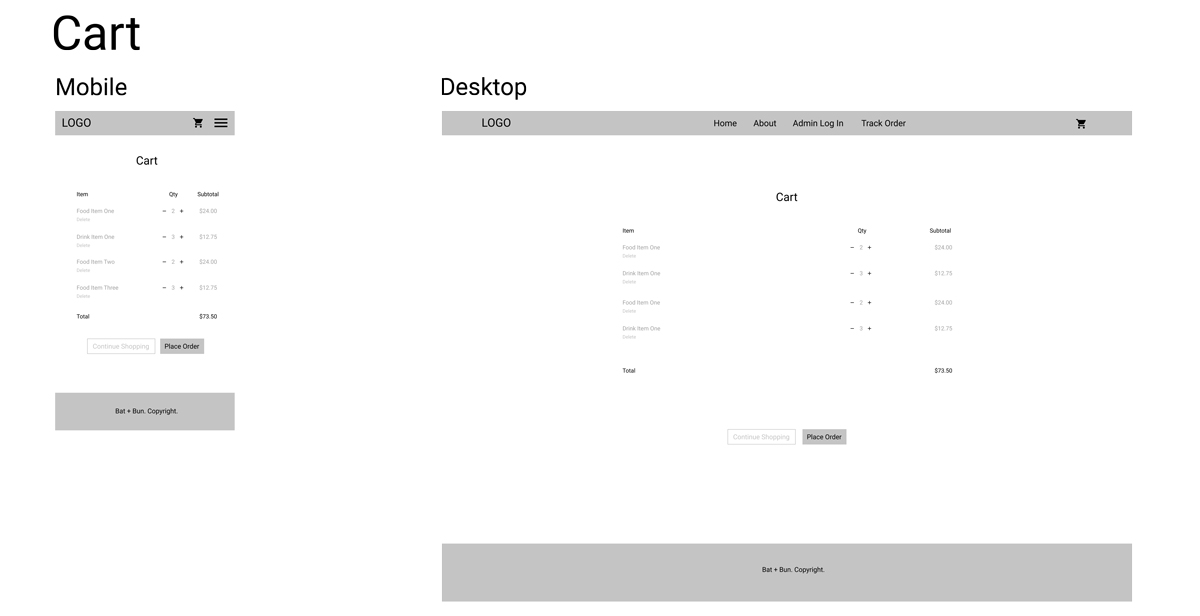 Cart
Mobile
LOGO
Cart
Item Qty Subtotal
Food Item One − 2 + $24.00
Delete
Drink Item One − 3 + $12.75
Delete
Food Item Two − 2 + $24.00
Delete
Food Item Three − 3 + $12.75
Delete
Total $73.50
Continue Shopping Place Order
Bat + Bun. Copyright.
Desktop
LOGO Home About Admin Log In Track Order
Cart
Item Qty Subtotal
Food Item One − 2 + $24.00
Delete
Drink Item One − 3 + $12.75
Delete
Food Item One − 2 + $24.00
Delete
Drink Item One − 3 + $12.75
Delete
Total $73.50
Continue Shopping Place Order
Bat + Bun. Copyright.